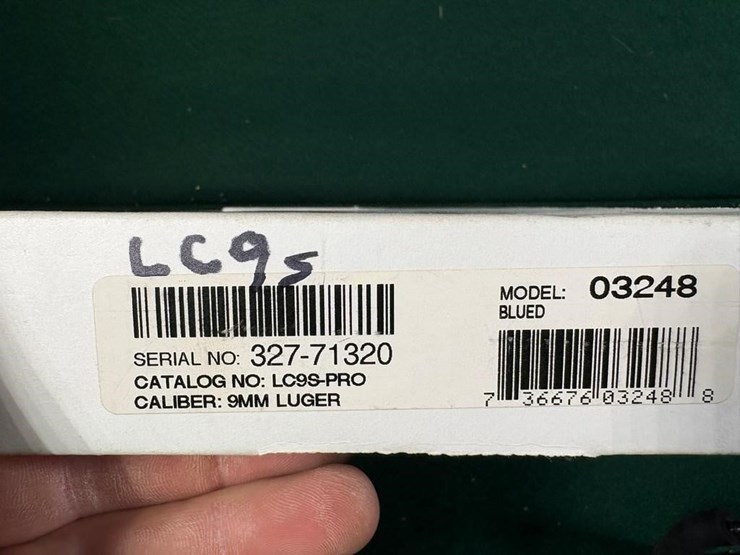 LC9s
SERIAL NO: 327-71320
CATALOG NO: LC9S-PRO
CALIBER: 9MM LUGER
MODEL: 03248
BLUED
7 36676 03248 8